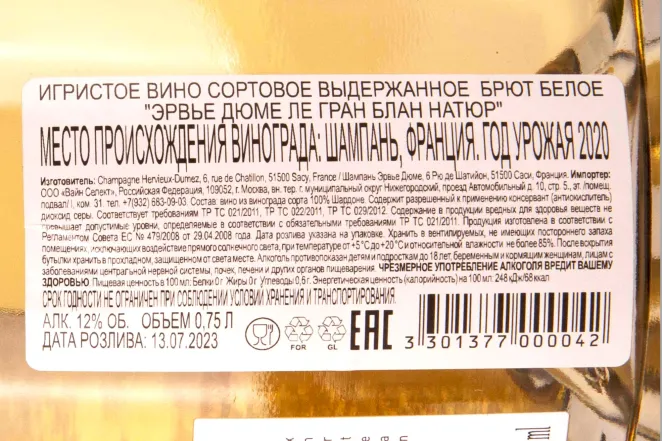 ИГРИСТОЕ ВИНО СОРТОВОЕ ВЫДЕРЖАННОЕ БРЮТ БЕЛОЕ
"ЭРВЬЕ ДЮМЕ ЛЕ ГРАН БЛАН НАТЮР"
МЕСТО ПРОИСХОЖДЕНИЯ ВИНОГРАДА: ШАМПАНЬ, ФРАНЦИЯ. ГОД УРОЖАЯ 2020
Изготовитель: Champagne Hervieux-Dumez, 6, rue de Chatillon, 51500 Sacy, France / Шампань Эрвье Дюме, 6 Рю де Шатийон, 51500 Саси, Франция. Импортер:
ООО «Вайн Селект», Российская Федерация, 109052, г. Москва, вн. тер. г. муниципальный округ Нижегородский, проезд Автомобильный д. 10, стр. 5., эт. /помещ.
подвал/ I, ком. 31. тел. +7(932) 663-09-03. Состав: вино из винограда сорта 100% Шардоне. Содержит разрешенный к применению консервант (антиокислитель)
диоксид серы. Соответствует требованиям ТР ТС 021/2011, ТР ТС 022/2011, ТР ТС 029/2012. Содержание в продукции вредных для здоровья веществ не
превышает допустимые уровни, определяемые в соответствии с обязательными требованиями ТР ТС 021/2011. Продукция изготовлена в соответствии с
Регламентом Совета ЕС № 479/2008 от 29.04.2008 года. Дата розлива указана на упаковке. Хранить в вентилируемых, не имеющих постороннего запаха
помещениях, исключающих воздействие прямого солнечного света, при температуре от +5°С до +20°С и относительной влажности не более 85%. После вскрытия
бутылки хранить в прохладном, защищенном от света месте. Алкоголь противопоказан детям и подросткам до 18 лет, беременным и кормящим женщинам, лицам с
заболеваниями центральной нервной системы, почек, печени и других органов пищеварения. ЧРЕЗМЕРНОЕ УПОТРЕБЛЕНИЕ АЛКОГОЛЯ ВРЕДИТ ВАШЕМУ
ЗДОРОВЬЮ. Пищевая ценность в 100 мл: Белки 0г Жиры 0г Углеводы 0,6г. Энергетическая ценность (калорийность) на 100 мл: 248 кДж/68 ккал
СРОК ГОДНОСТИ НЕ ОГРАНИЧЕН ПРИ СОБЛЮДЕНИИ УСЛОВИЙ ХРАНЕНИЯ И ТРАНСПОРТИРОВАНИЯ.
АЛК. 12% ОБ. ОБЪЕМ 0,75 Л
ДАТА РОЗЛИВА: 13.07.2023
FOR GL
EAC
3 301377 000042
ml